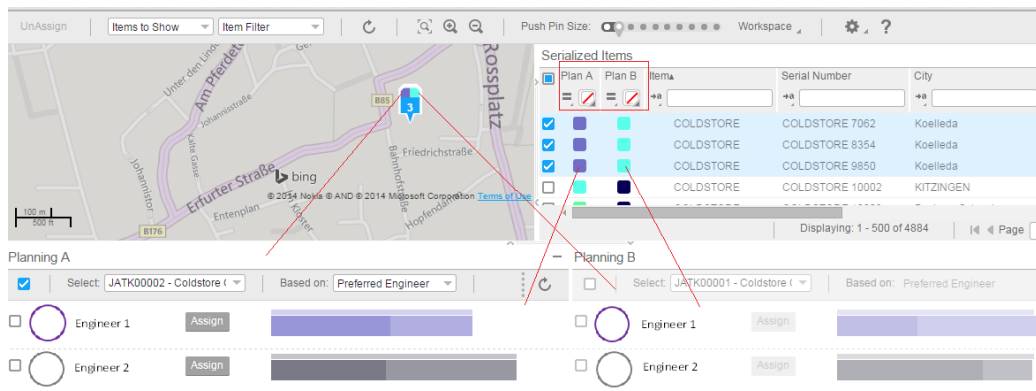 UnAssign Items to Show Item Filter Push Pin Size: Workspace ?
Unter den Linden
Am Pferdeta
Johannisstraße
Kalte Gasse
Johannistor
Erfurter Straße
Entenplan
Kloster
Bahnhofstraße
Friedrichstraße
Hopfendamm
Rossplatz
B85
3
B176
bing
© 2014 Nokia © AND © 2014 Microsoft Corporation Terms of Use
100 m
500 ft
Serialized Items
Plan A Plan B Item Serial Number City
= = →a →a →a
COLDSTORE COLDSTORE 7062 Koelleda
COLDSTORE COLDSTORE 8354 Koelleda
COLDSTORE COLDSTORE 9850 Koelleda
COLDSTORE COLDSTORE 10002 KITZINGEN
Displaying: 1 - 500 of 4884 Page
Planning A
Select: JATK00002 - Coldstore ( Based on: Preferred Engineer
Engineer 1 Assign
Engineer 2 Assign
Planning B
Select: JATK00001 - Coldstore ( Based on: Preferred Engineer
Engineer 1 Assign
Engineer 2 Assign